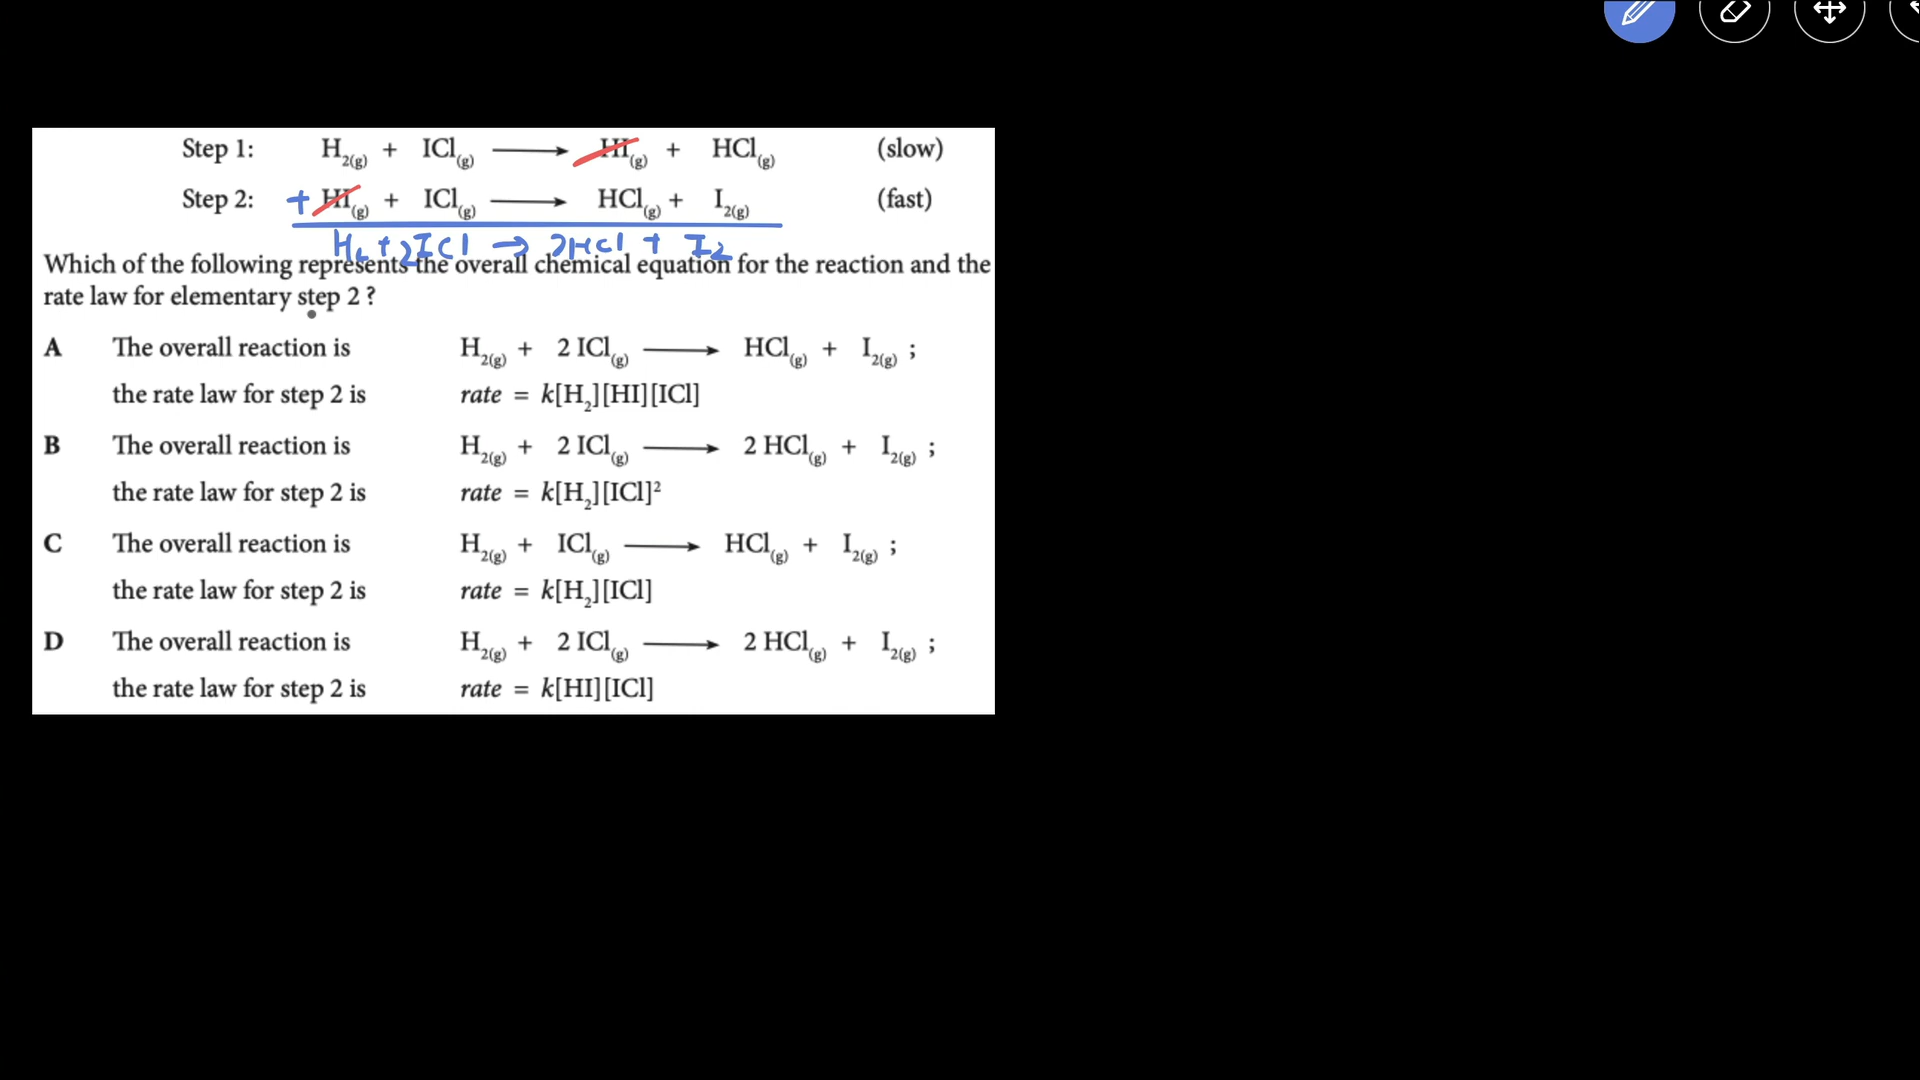 Step 1: H2(g) + ICl(g) ⟶ HI(g) + HCl(g) (slow)
Step 2: + HI(g) + ICl(g) ⟶ HCl(g) + I2(g) (fast)
H2 + 2ICl → 2HCl + I2
Which of the following represents the overall chemical equation for the reaction and the
rate law for elementary step 2 ?
A The overall reaction is H2(g) + 2 ICl(g) ⟶ HCl(g) + I2(g) ;
the rate law for step 2 is rate = k[H2][HI][ICl]
B The overall reaction is H2(g) + 2 ICl(g) ⟶ 2 HCl(g) + I2(g) ;
the rate law for step 2 is rate = k[H2][ICl]²
C The overall reaction is H2(g) + ICl(g) ⟶ HCl(g) + I2(g) ;
the rate law for step 2 is rate = k[H2][ICl]
D The overall reaction is H2(g) + 2 ICl(g) ⟶ 2 HCl(g) + I2(g) ;
the rate law for step 2 is rate = k[HI][ICl]